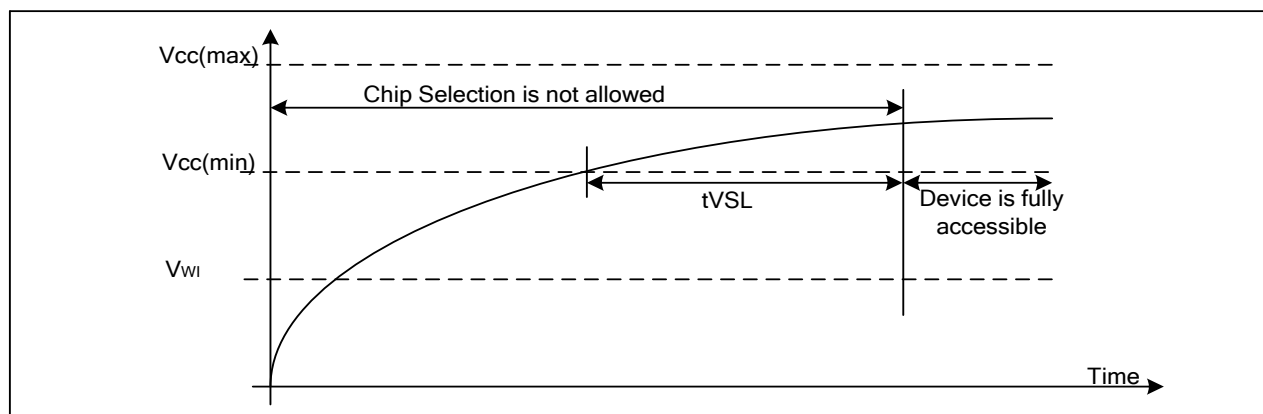 Vcc(max)
Chip Selection is not allowed
Vcc(min)
tVSL
Device is fully
accessible
VWI
Time